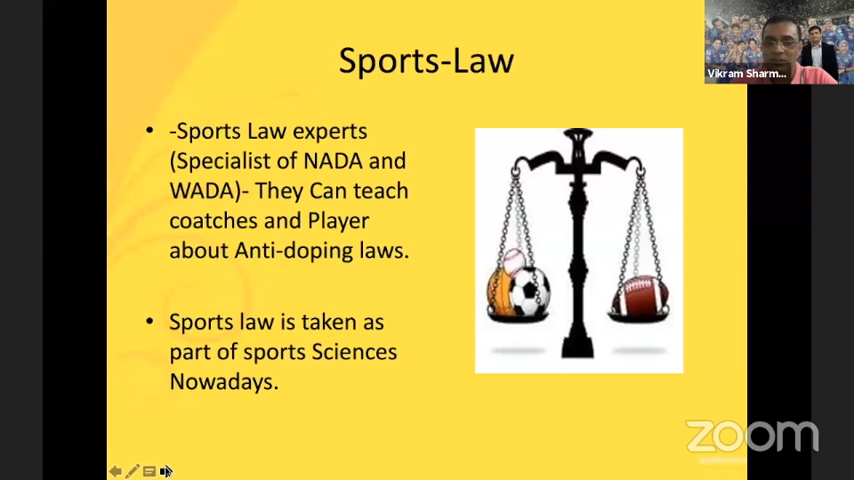 Sports-Law
Vikram Sharm...
• -Sports Law experts
(Specialist of NADA and
WADA)- They Can teach
coatches and Player
about Anti-doping laws.
• Sports law is taken as
part of sports Sciences
Nowadays.
zoom